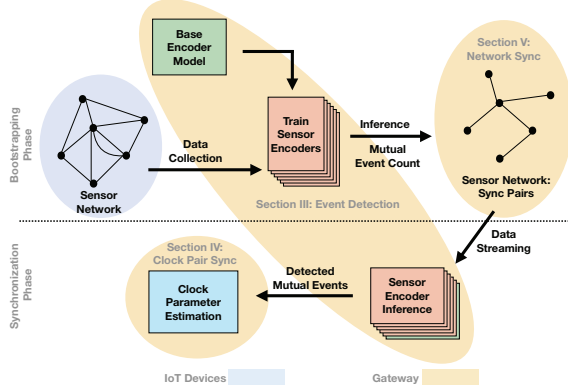 Base
Encoder
Model
Section V:
Network Sync
Bootstrapping
Phase
Train
Sensor
Encoders
Inference
Mutual
Event Count
Data
Collection
Sensor
Network
Sensor Network:
Sync Pairs
Section III: Event Detection
Data
Streaming
Synchronization
Phase
Section IV:
Clock Pair Sync
Clock
Parameter
Estimation
Detected
Mutual Events
Sensor
Encoder
Inference
IoT Devices
Gateway